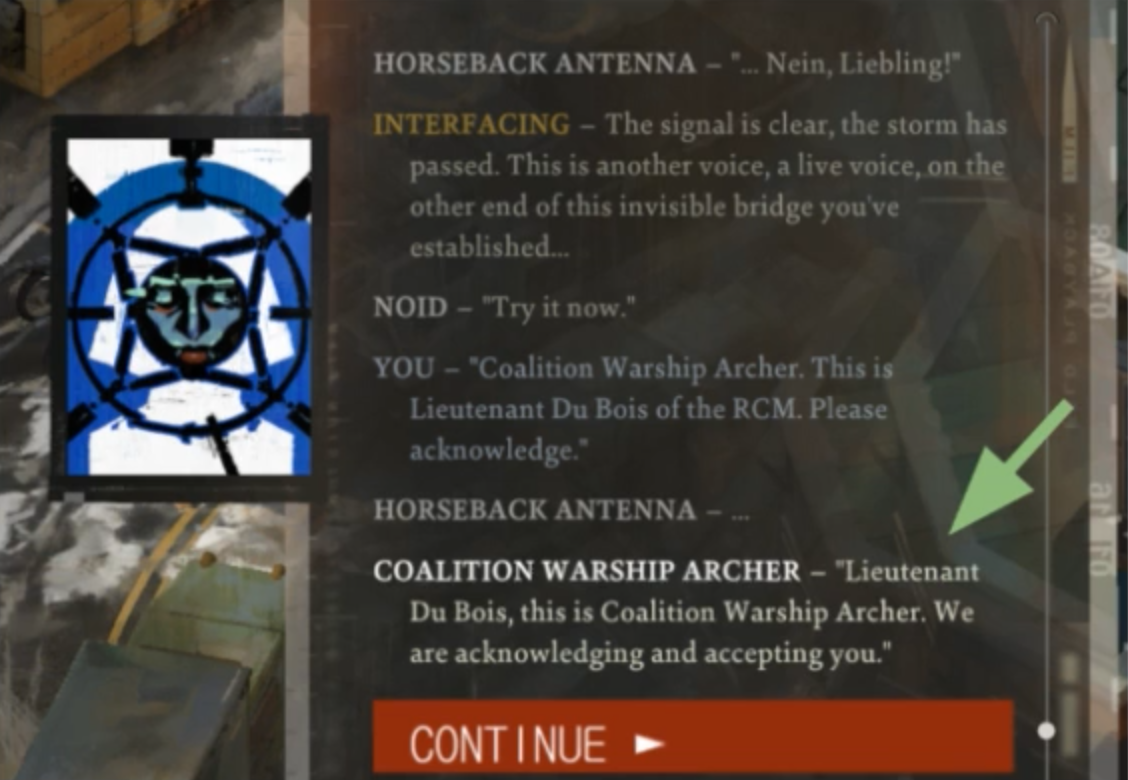 HORSEBACK ANTENNA – "... Nein, Liebling!"
INTERFACING – The signal is clear, the storm has
passed. This is another voice, a live voice, on the
other end of this invisible bridge you've
established...
NOID – "Try it now."
YOU – "Coalition Warship Archer. This is
Lieutenant Du Bois of the RCM. Please
acknowledge."
HORSEBACK ANTENNA – ...
COALITION WARSHIP ARCHER – "Lieutenant
Du Bois, this is Coalition Warship Archer. We
are acknowledging and accepting you."
CONTINUE ►